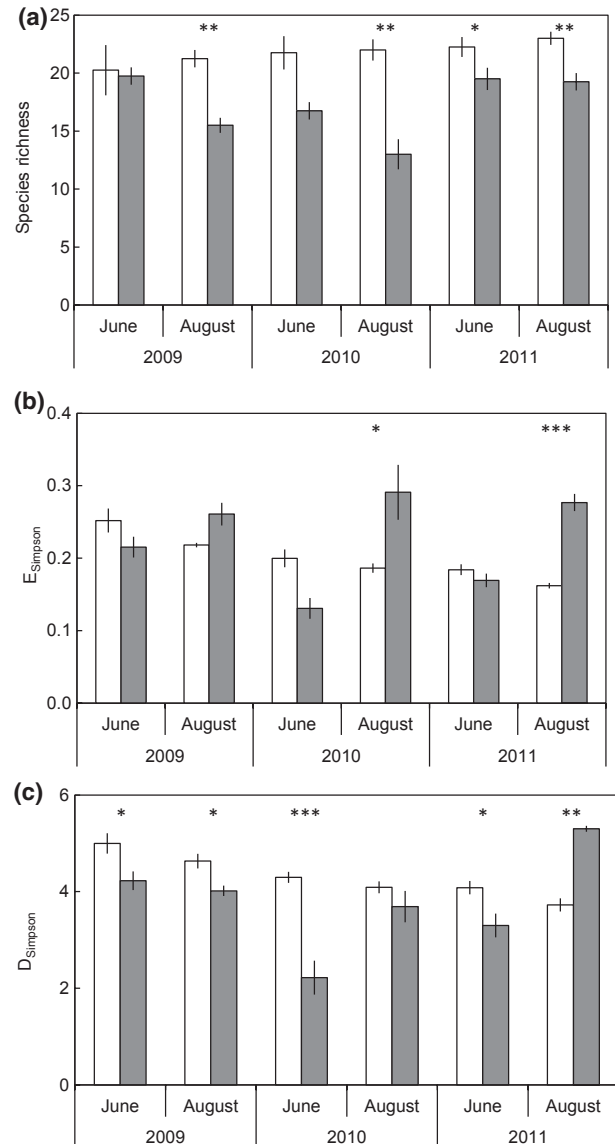 (a)
25
** ** * **
20
15
10
5
0
Species richness
June August June August June August
2009 2010 2011
(b)
0.4
* ***
0.3
0.2
0.1
0.0
E_Simpson
June August June August June August
2009 2010 2011
(c)
6
* * *** * **
4
2
0
D_Simpson
June August June August June August
2009 2010 2011